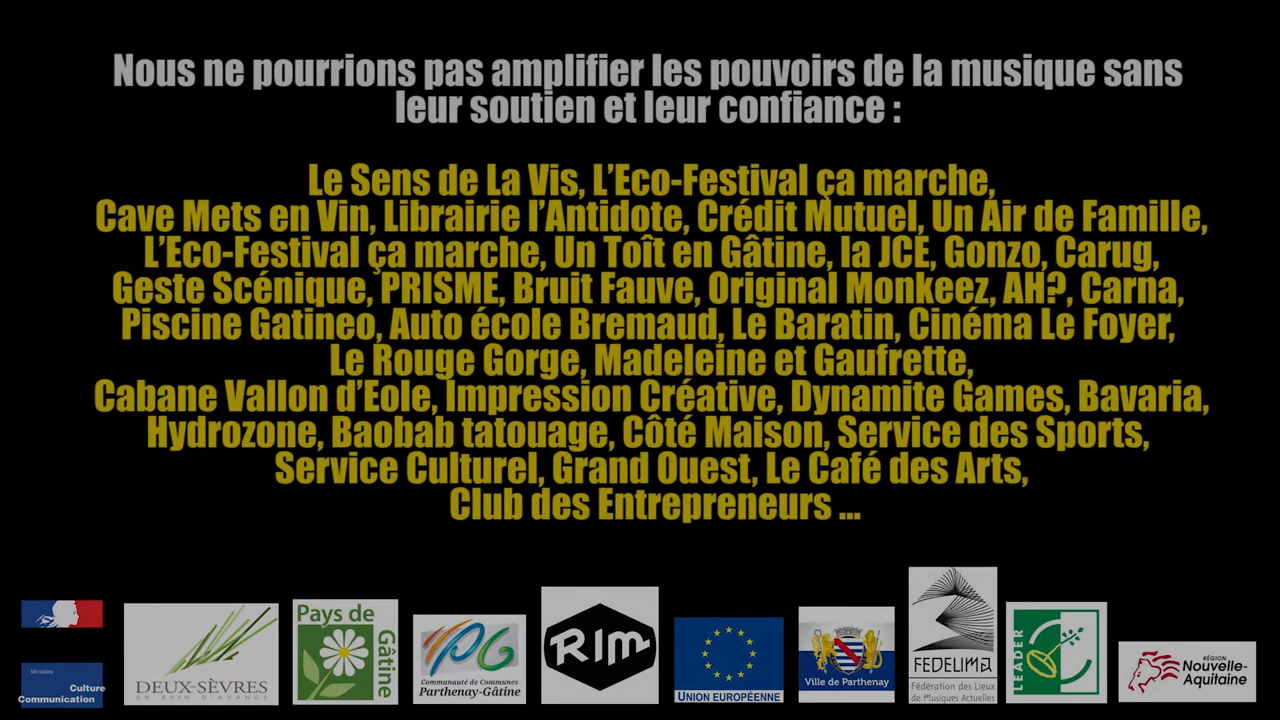 Nous ne pourrions pas amplifier les pouvoirs de la musique sans
leur soutien et leur confiance :
Le Sens de La Vis, L’Eco-Festival ça marche,
Cave Mets en Vin, Librairie l’Antidote, Crédit Mutuel, Un Air de Famille,
L’Eco-Festival ça marche, Un Toît en Gâtine, la JCE, Gonzo, Carug,
Geste Scénique, PRISME, Bruit Fauve, Original Monkeez, AH?, Carna,
Piscine Gatineo, Auto école Bremaud, Le Baratin, Cinéma Le Foyer,
Le Rouge Gorge, Madeleine et Gaufrette,
Cabane Vallon d’Eole, Impression Créative, Dynamite Games, Bavaria,
Hydrozone, Baobab tatouage, Côté Maison, Service des Sports,
Service Culturel, Grand Ouest, Le Café des Arts,
Club des Entrepreneurs ...
Ministère
Culture
Communication
DEUX-SÈVRES
UN BRIN D'AVANCE
Pays de
Gâtine
CPG
Communauté de Communes
Parthenay-Gâtine
RIM
UNION EUROPÉENNE
Ville de Parthenay
FEDELIMA
Fédération des Lieux
de Musiques Actuelles
LEADER
RÉGION
Nouvelle-
Aquitaine